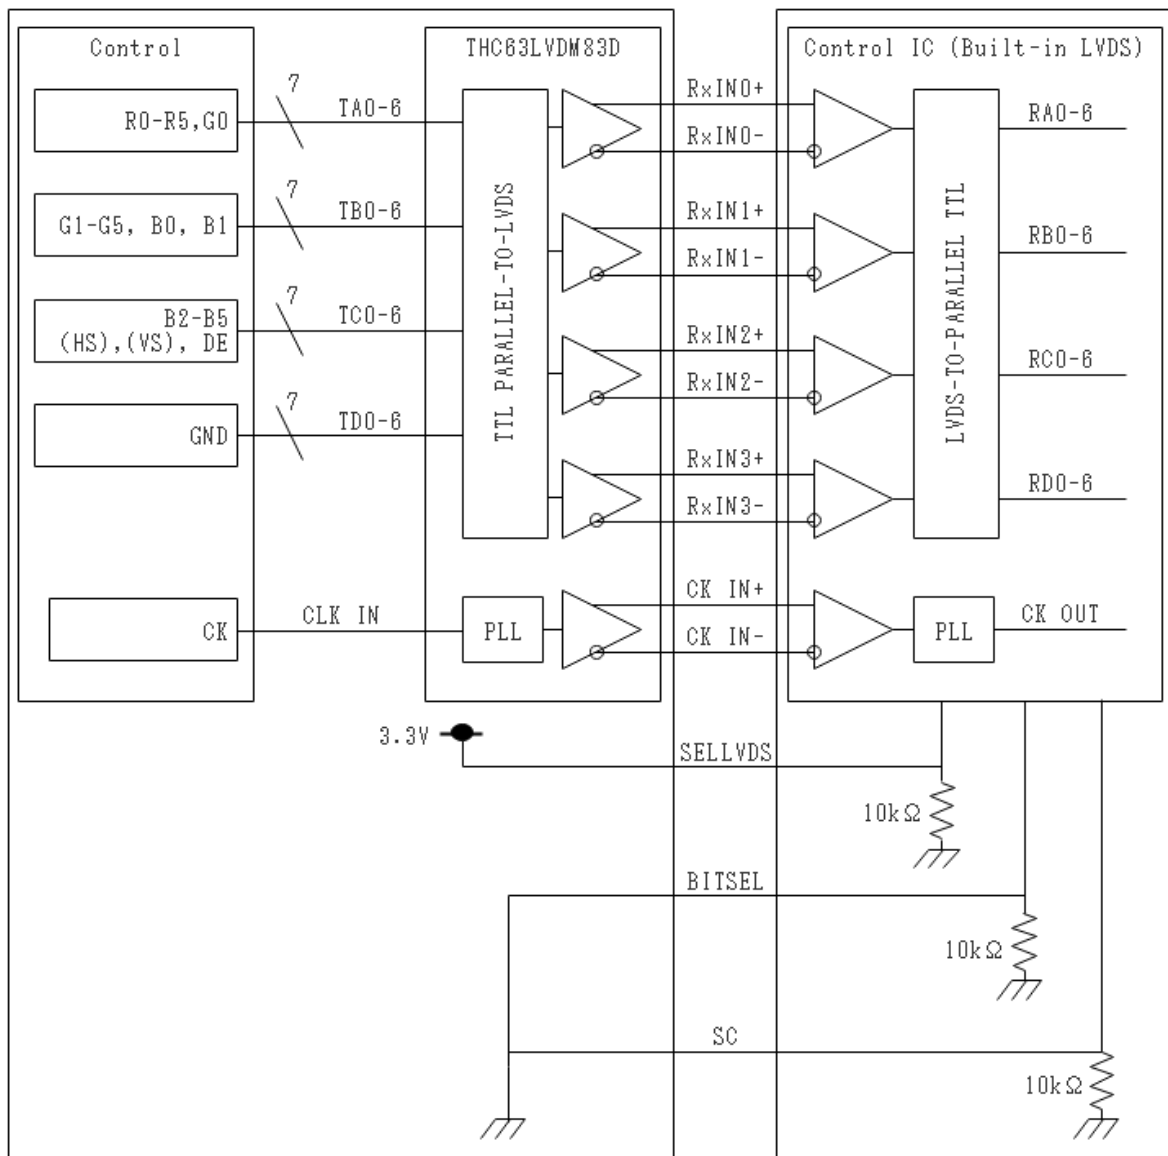 Control
THC63LVDM83D
Control IC (Built-in LVDS)
R0-R5,G0
7
TA0-6
RxIN0+
RxIN0-
RA0-6
G1-G5, B0, B1
7
TB0-6
RxIN1+
RxIN1-
RB0-6
B2-B5
(HS),(VS), DE
7
TC0-6
RxIN2+
RxIN2-
RC0-6
GND
7
TD0-6
RxIN3+
RxIN3-
RD0-6
TTL PARALLEL-TO-LVDS
LVDS-TO-PARALLEL TTL
CK
CLK IN
PLL
CK IN+
CK IN-
PLL
CK OUT
3.3V
SELLVDS
10kΩ
BITSEL
10kΩ
SC
10kΩ